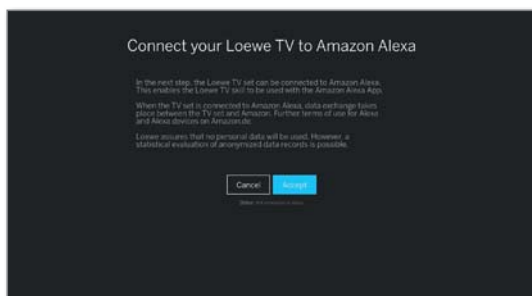 Connect your Loewe TV to Amazon Alexa
In the next step, the Loewe TV set can be connected to Amazon Alexa.
This enables the Loewe TV skill to be used with the Amazon Alexa App.
When the TV set is connected to Amazon Alexa, data exchange takes
place between the TV set and Amazon. Further terms of use for Alexa
and Alexa devices on Amazon.de.
Loewe assures that no personal data will be used. However, a
statistical evaluation of anonymized data records is possible.
Cancel Accept
Status: